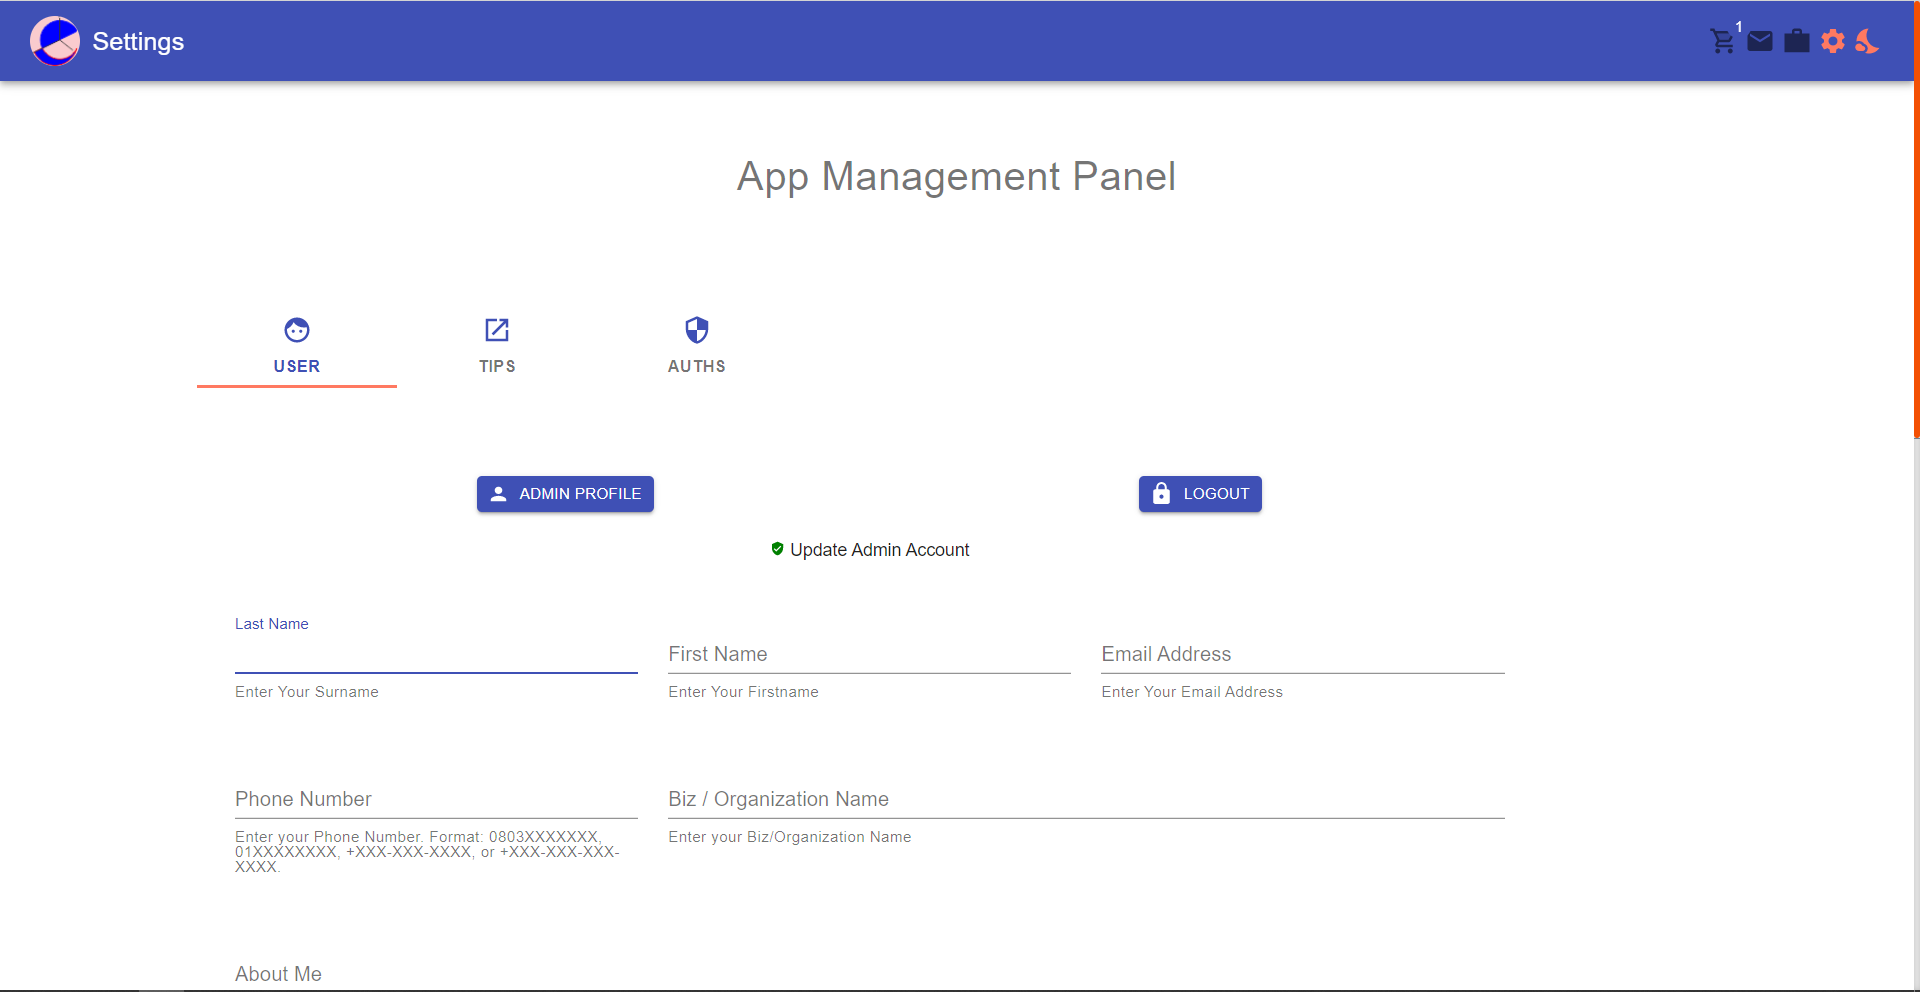 Settings
1
App Management Panel
USER
TIPS
AUTHS
ADMIN PROFILE
LOGOUT
Update Admin Account
Last Name
First Name
Email Address
Enter Your Surname
Enter Your Firstname
Enter Your Email Address
Phone Number
Biz / Organization Name
Enter your Phone Number. Format: 0803XXXXXXX,
01XXXXXXXX, +XXX-XXX-XXXX, or +XXX-XXX-XXX-
XXXX.
Enter your Biz/Organization Name
About Me